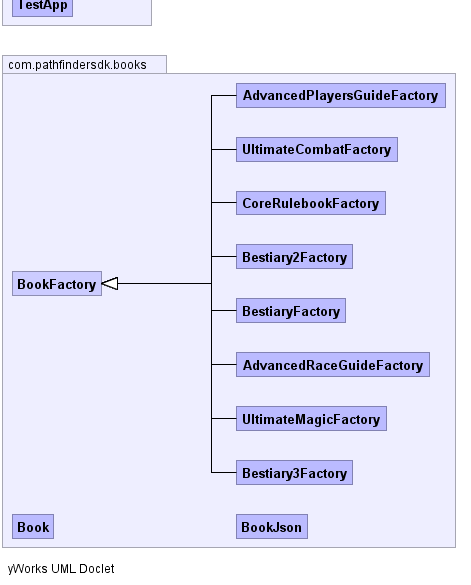 TestApp
com.pathfindersdk.books
AdvancedPlayersGuideFactory
UltimateCombatFactory
CoreRulebookFactory
Bestiary2Factory
BookFactory
BestiaryFactory
AdvancedRaceGuideFactory
UltimateMagicFactory
Bestiary3Factory
Book
BookJson
yWorks UML Doclet